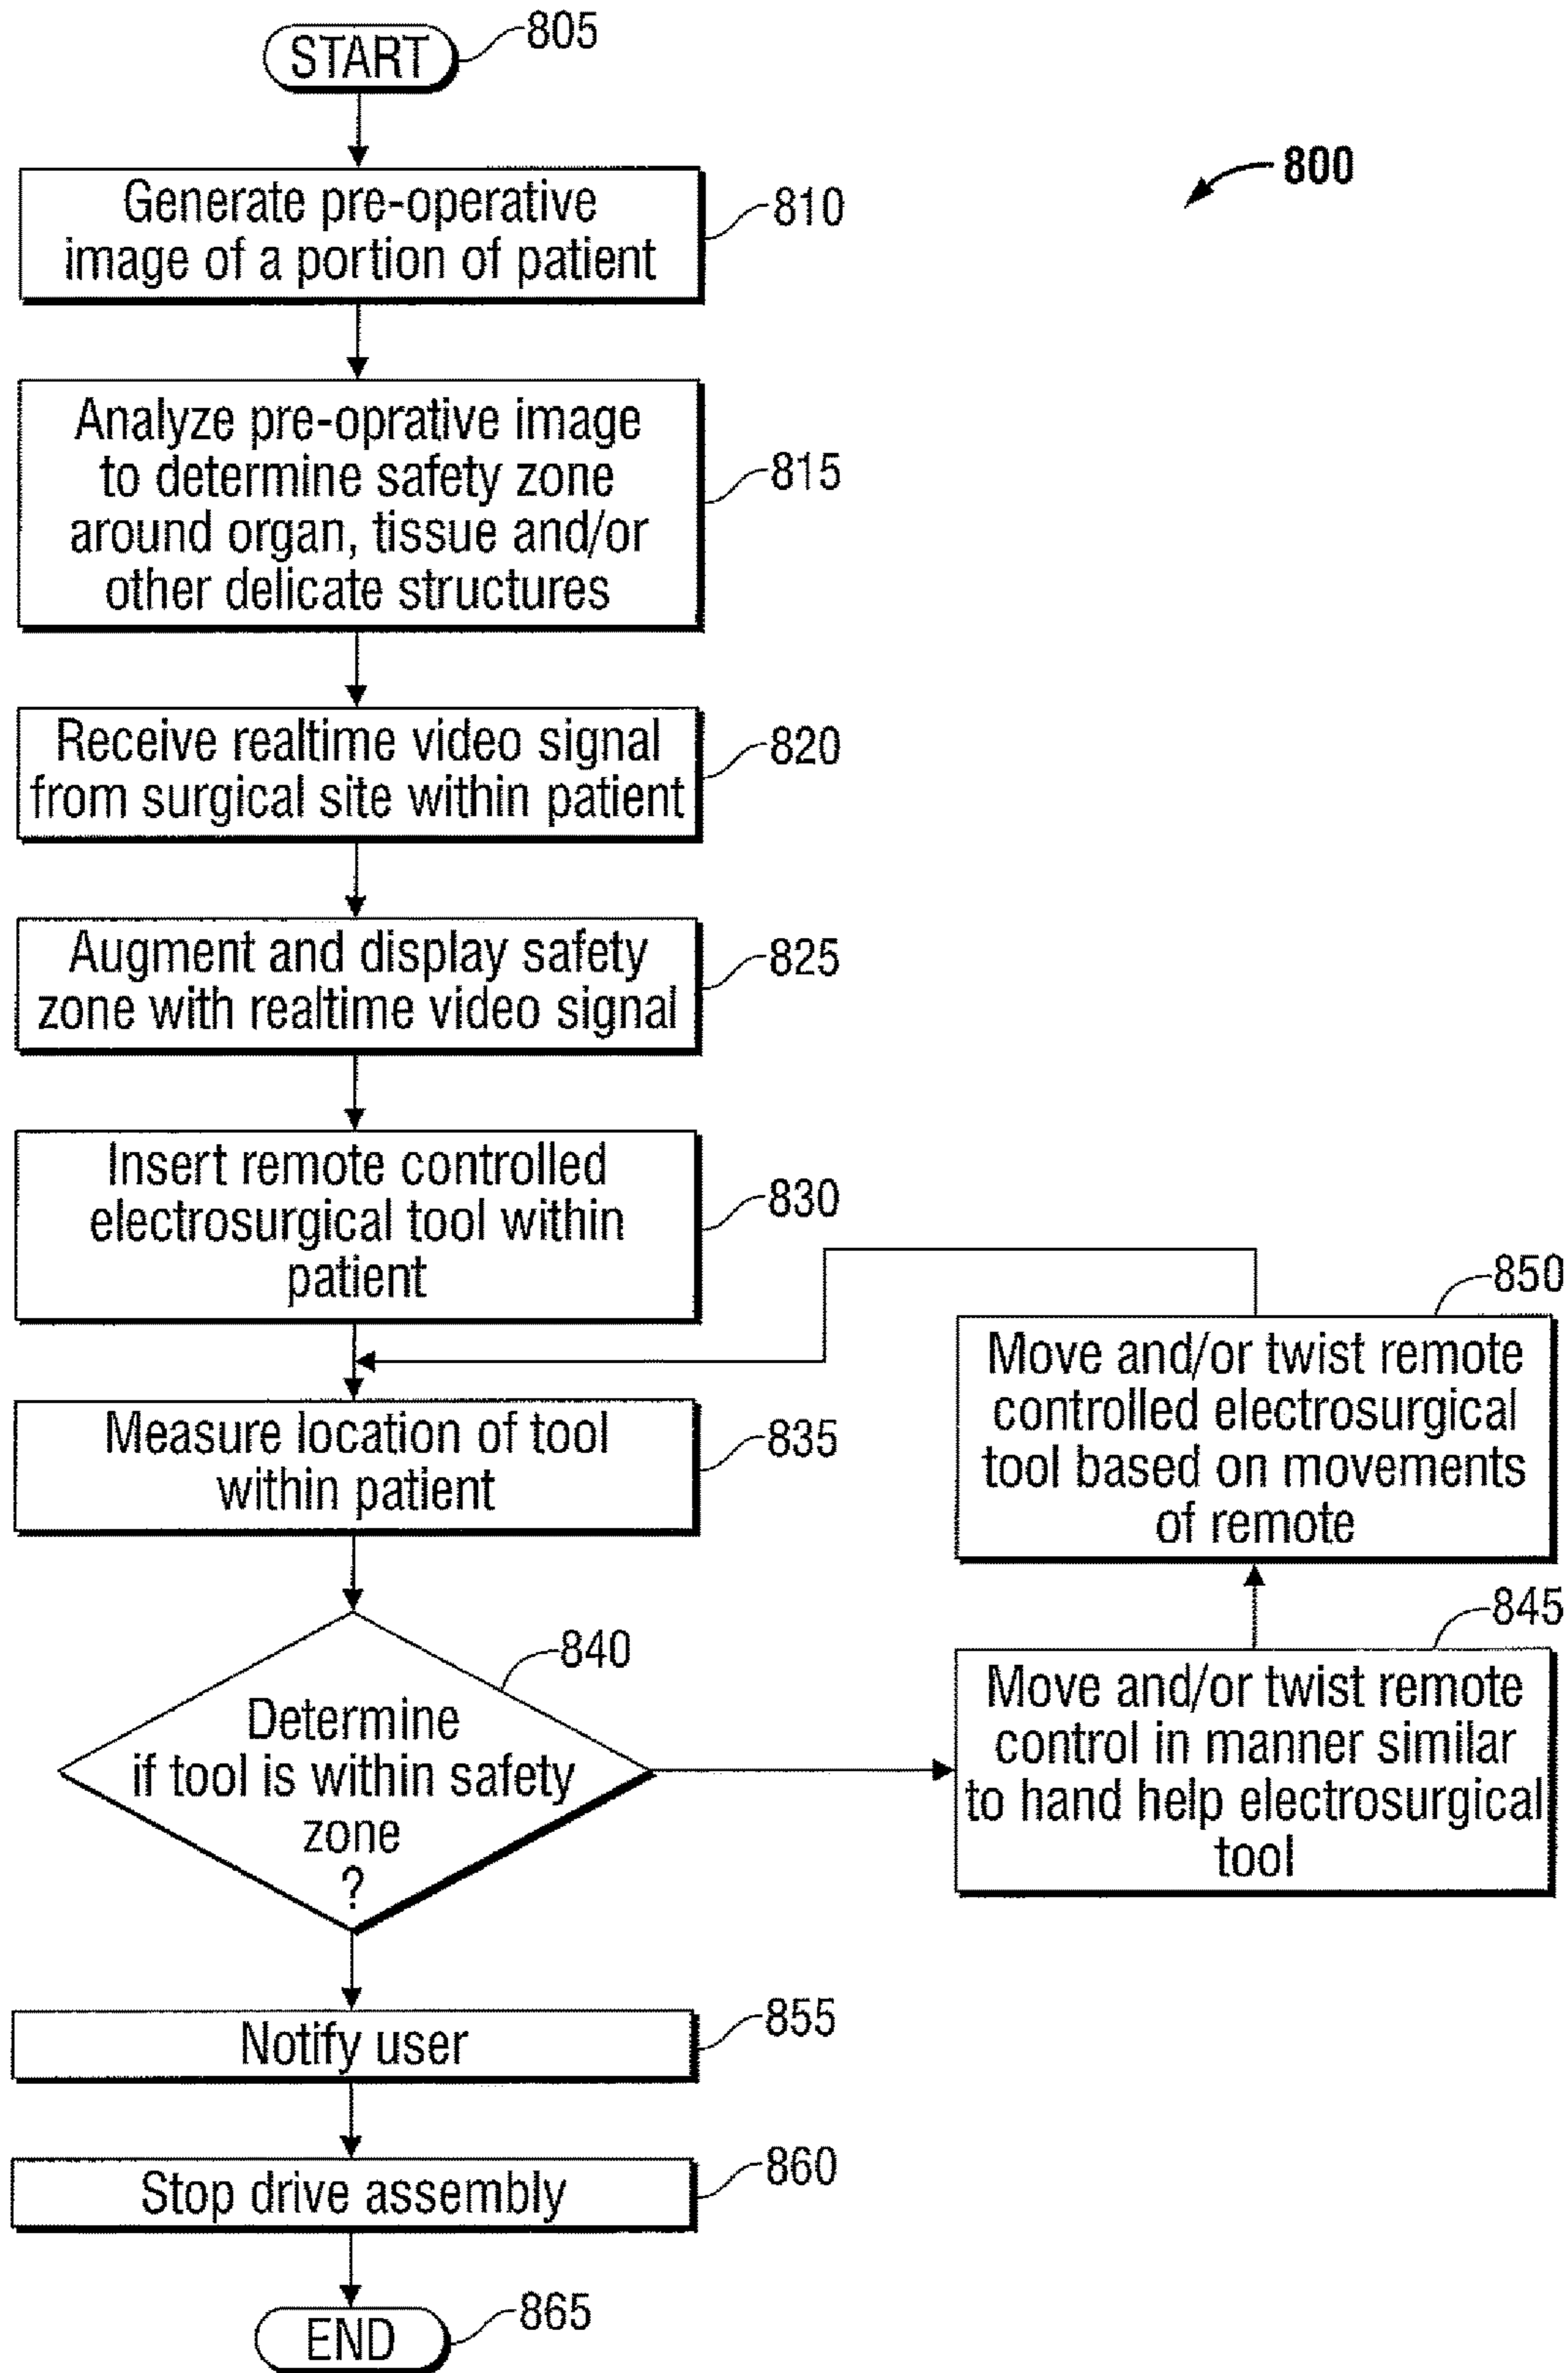 START
805
800
Generate pre-operative
image of a portion of patient
810
Analyze pre-oprative image
to determine safety zone
around organ, tissue and/or
other delicate structures
815
Receive realtime video signal
from surgical site within patient
820
Augment and display safety
zone with realtime video signal
825
Insert remote controlled
electrosurgical tool within
patient
830
Measure location of tool
within patient
835
Determine
if tool is within safety
zone
?
840
Move and/or twist remote
control in manner similar
to hand help electrosurgical
tool
845
Move and/or twist remote
controlled electrosurgical
tool based on movements
of remote
850
Notify user
855
Stop drive assembly
860
END
865